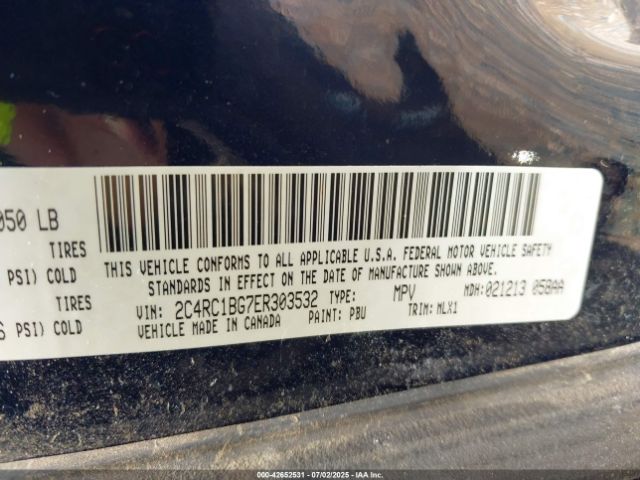 050 LB
TIRES
PSI) COLD
TIRES
PSI) COLD
THIS VEHICLE CONFORMS TO ALL APPLICABLE U.S.A. FEDERAL MOTOR VEHICLE SAFETY
STANDARDS IN EFFECT ON THE DATE OF MANUFACTURE SHOWN ABOVE.
VIN: 2C4RC1BG7ER303532 TYPE: MPV MDH: 021213 058AA
VEHICLE MADE IN CANADA PAINT: PBU TRIM: MLX1
000-42652531 - 07/02/2025 - IAA Inc.